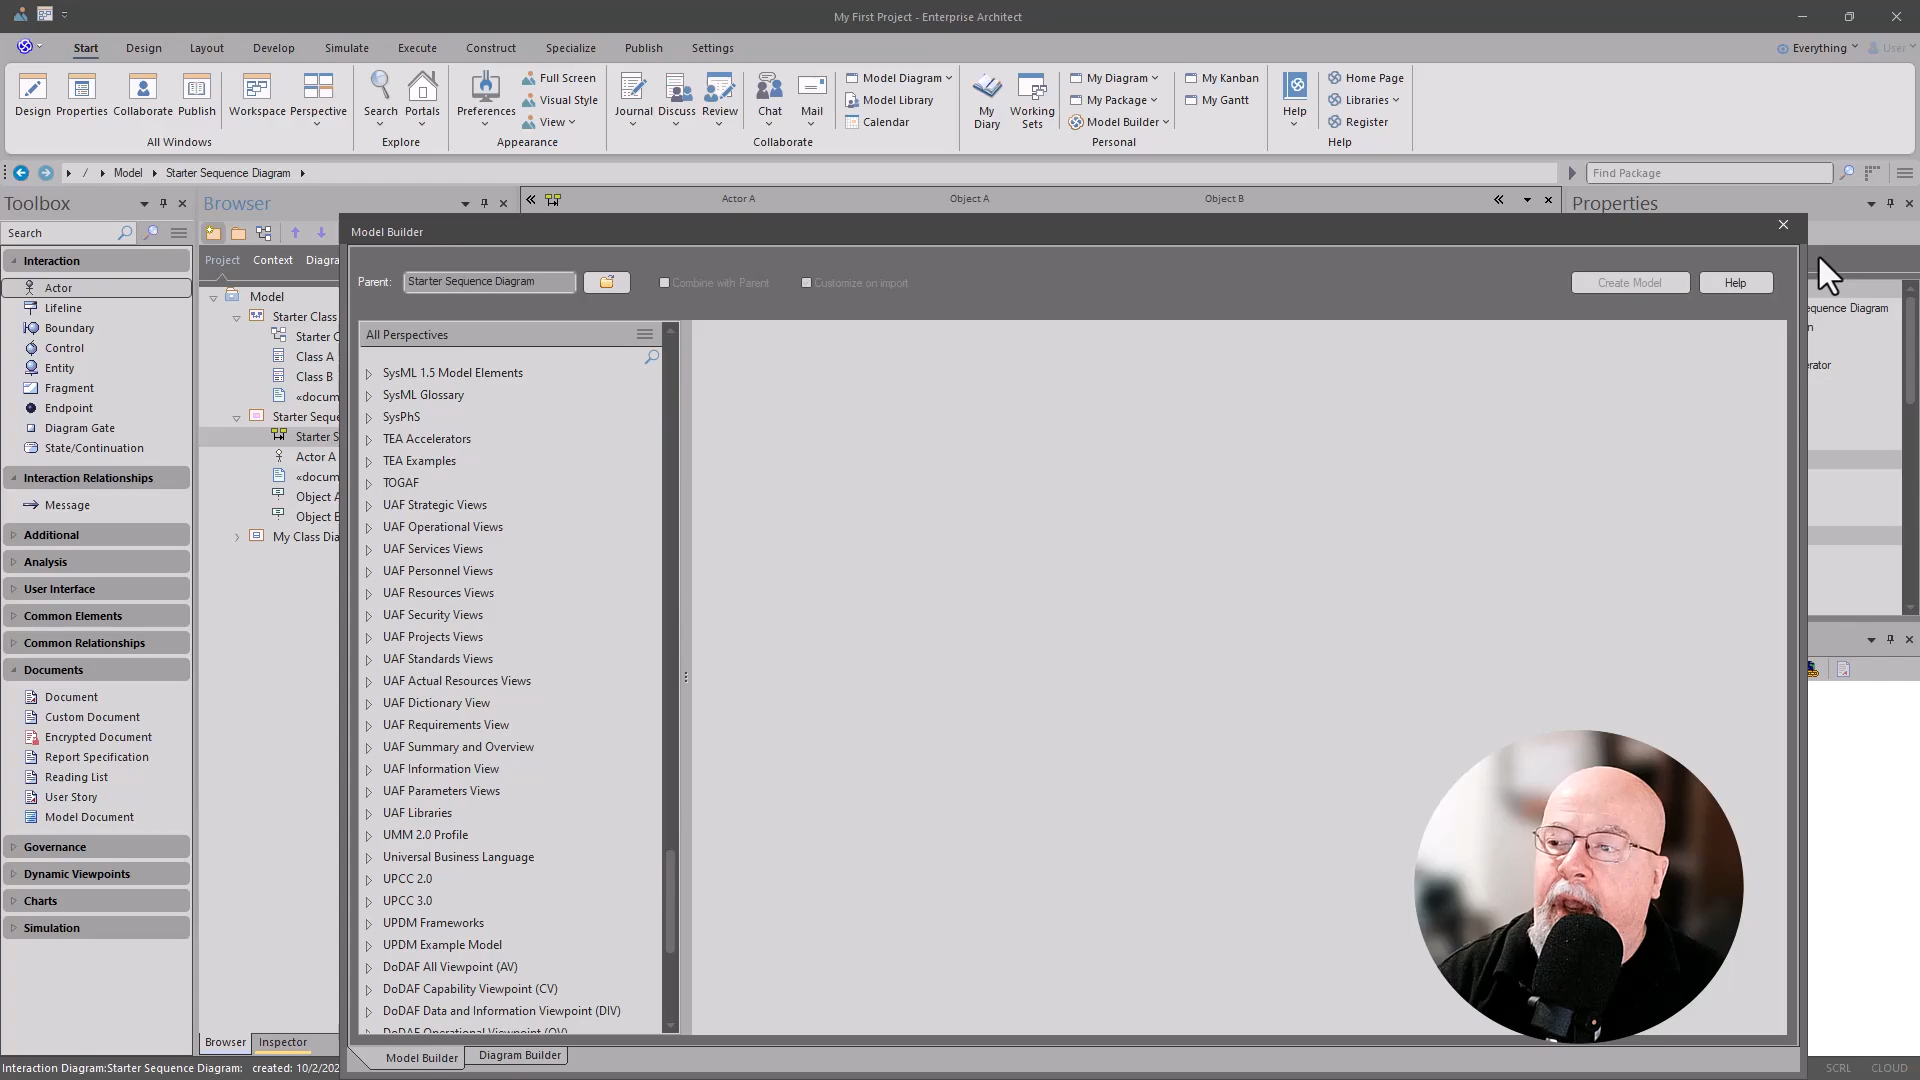 My First Project - Enterprise Architect
Start Design Layout Develop Simulate Execute Construct Specialize Publish Settings Everything User
Design Properties Collaborate Publish Workspace Perspective Search Portals Preferences Full Screen Visual Style View Journal Discuss Review Chat Mail Model Diagram Model Library Calendar My Diary Working Sets My Diagram My Package Model Builder My Kanban My Gantt Help Home Page Libraries Register
All Windows Explore Appearance Collaborate Personal Help
/ Model Starter Sequence Diagram Find Package
Toolbox Browser Actor A Object A Object B Properties
Search
Interaction
Actor
Lifeline
Boundary
Control
Entity
Fragment
Endpoint
Diagram Gate
State/Continuation
Interaction Relationships
Message
Additional
Analysis
User Interface
Common Elements
Common Relationships
Documents
Document
Custom Document
Encrypted Document
Report Specification
Reading List
User Story
Model Document
Governance
Dynamic Viewpoints
Charts
Simulation
Project Context Diagra
Model
Starter Class
Starter C
Class A
Class B
«docum
Starter Seque
Starter S
Actor A
«docum
Object A
Object B
My Class Dia
Browser Inspector
Model Builder
Parent: Starter Sequence Diagram Combine with Parent Customize on import Create Model Help
All Perspectives
SysML 1.5 Model Elements
SysML Glossary
SysPhS
TEA Accelerators
TEA Examples
TOGAF
UAF Strategic Views
UAF Operational Views
UAF Services Views
UAF Personnel Views
UAF Resources Views
UAF Security Views
UAF Projects Views
UAF Standards Views
UAF Actual Resources Views
UAF Dictionary View
UAF Requirements View
UAF Summary and Overview
UAF Information View
UAF Parameters Views
UAF Libraries
UMM 2.0 Profile
Universal Business Language
UPCC 2.0
UPCC 3.0
UPDM Frameworks
UPDM Example Model
DoDAF All Viewpoint (AV)
DoDAF Capability Viewpoint (CV)
DoDAF Data and Information Viewpoint (DIV)
DoDAF Operational Viewpoint (OV)
Model Builder Diagram Builder
equence Diagram
n
erator
Interaction Diagram:Starter Sequence Diagram: created: 10/2/202 SCRL CLOUD